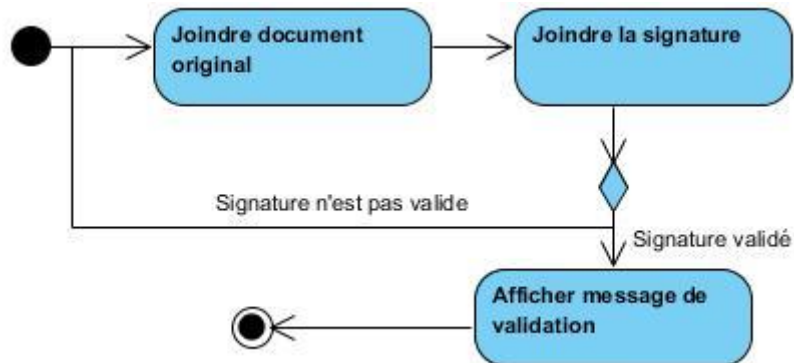 Joindre document
original
Joindre la signature
Signature n'est pas valide
Signature validé
Afficher message de
validation